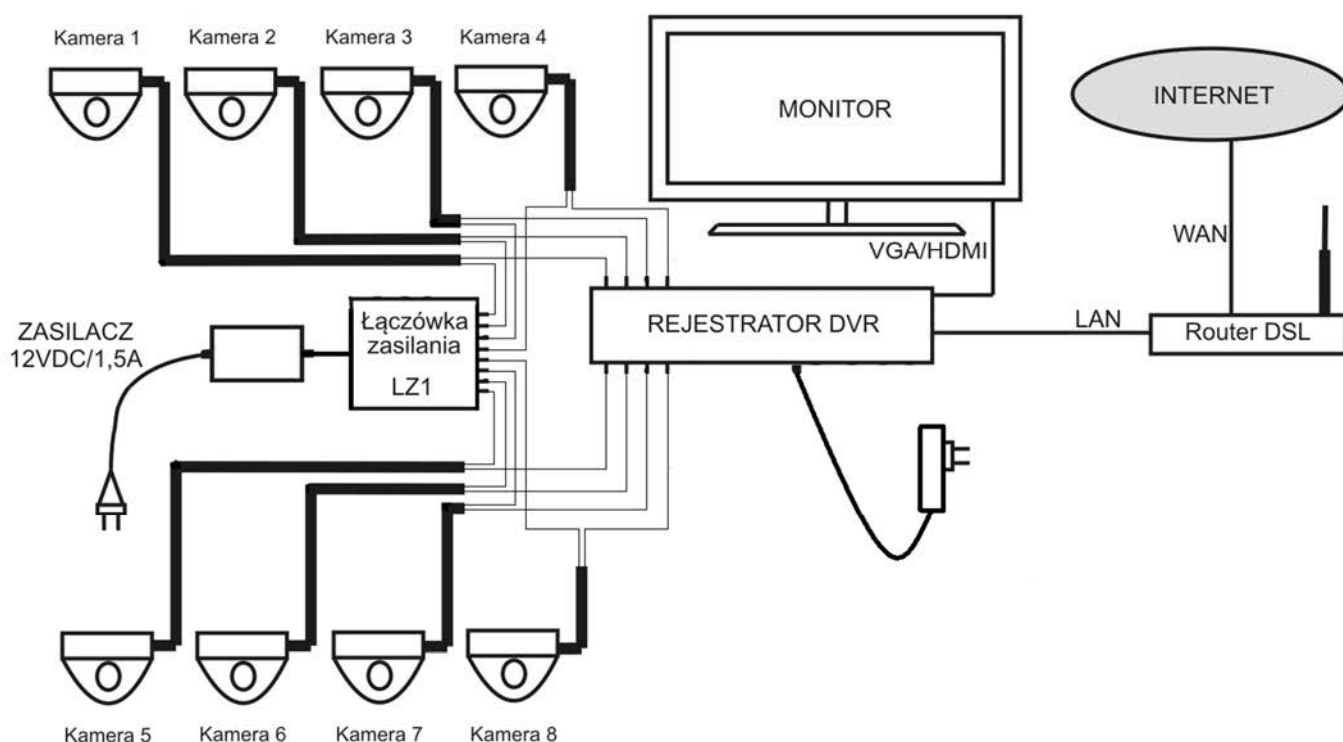 Kamera 1
Kamera 2
Kamera 3
Kamera 4
MONITOR
INTERNET
VGA/HDMI
WAN
ZASILACZ
12VDC/1,5A
Łączówka
zasilania
LZ1
REJESTRATOR DVR
LAN
Router DSL
Kamera 5
Kamera 6
Kamera 7
Kamera 8